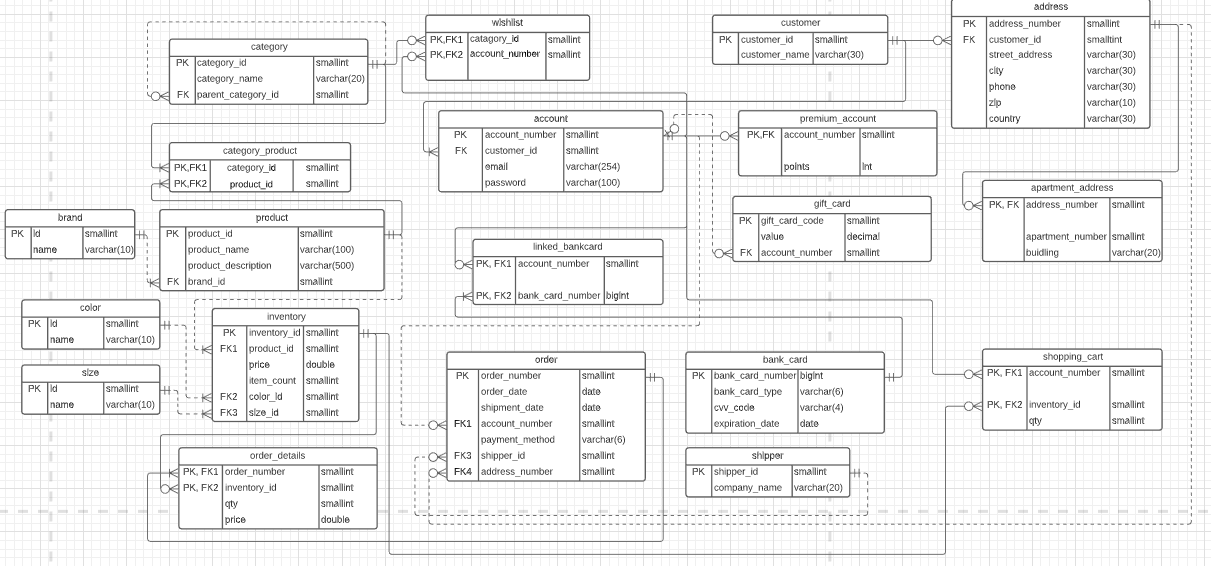 address
PK address_number smallint
FK customer_id smalltint
street_address varchar(30)
city varchar(30)
phone varchar(30)
zip varchar(10)
country varchar(30)
wishlist
PK,FK1 catagory_id smallint
PK,FK2 account_number smallint
customer
PK customer_id smallint
customer_name varchar(30)
category
PK category_id smallint
category_name varchar(20)
FK parent_category_id smallint
account
PK account_number smallint
FK customer_id smallint
email varchar(254)
password varchar(100)
premium_account
PK,FK account_number smallint
points Int
category_product
PK,FK1 category_id smallint
PK,FK2 product_id smallint
apartment_address
PK, FK address_number smallint
apartment_number smallint
buidling varchar(20)
gift_card
PK gift_card_code smallint
value decimal
FK account_number smallint
brand
PK Id smallint
name varchar(10)
product
PK product_id smallint
product_name varchar(100)
product_description varchar(500)
FK brand_id smallint
linked_bankcard
PK, FK1 account_number smallint
PK, FK2 bank_card_number bigint
color
PK Id smallint
name varchar(10)
inventory
PK inventory_id smallint
FK1 product_id smallint
price double
item_count smallint
FK2 color_Id smallint
FK3 size_id smallint
size
PK Id smallint
name varchar(10)
order
PK order_number smallint
order_date date
shipment_date date
FK1 account_number smallint
payment_method varchar(6)
FK3 shipper_id smallint
FK4 address_number smallint
bank_card
PK bank_card_number bigint
bank_card_type varchar(6)
cvv_code varchar(4)
expiration_date date
shopping_cart
PK, FK1 account_number smallint
PK, FK2 inventory_id smallint
qty smallint
order_details
PK, FK1 order_number smallint
PK, FK2 inventory_id smallint
qty smallint
price double
shipper
PK shipper_id smallint
company_name varchar(20)